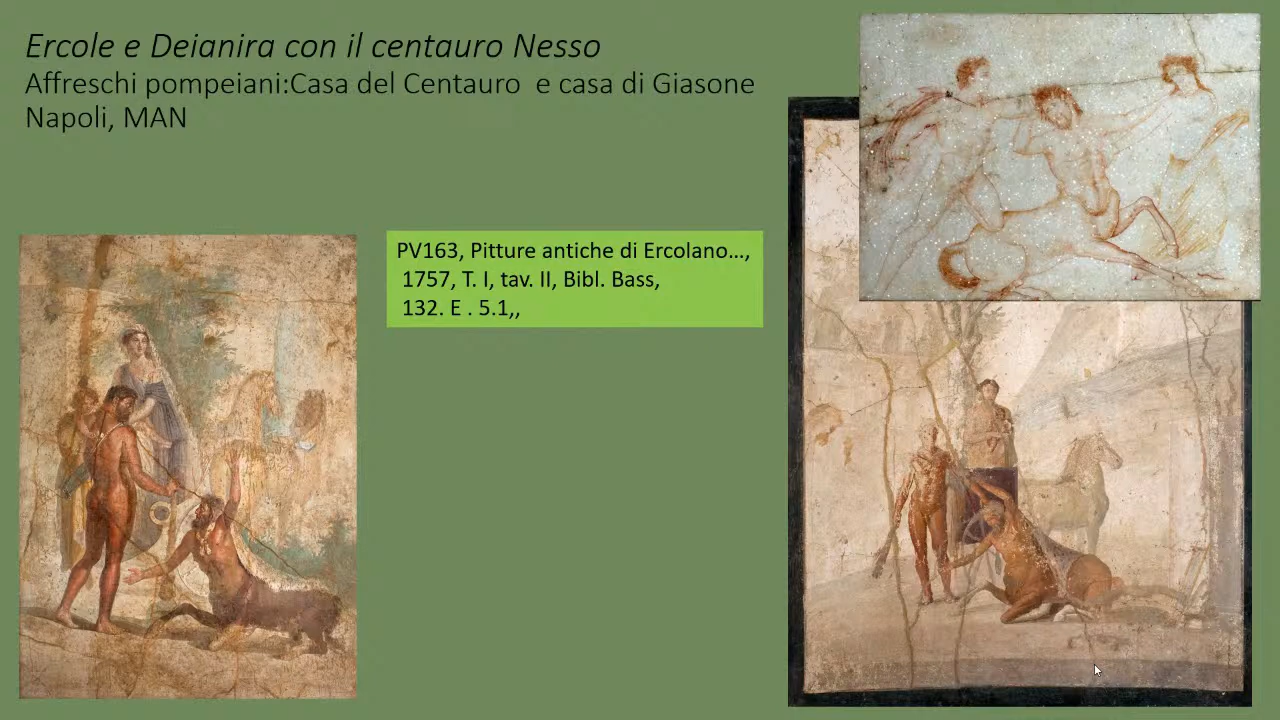 Ercole e Deianira con il centauro Nesso
Affreschi pompeiani:Casa del Centauro  e casa di Giasone
Napoli, MAN
PV163, Pitture antiche di Ercolano…,
1757, T. I, tav. II, Bibl. Bass,
132. E . 5.1,,